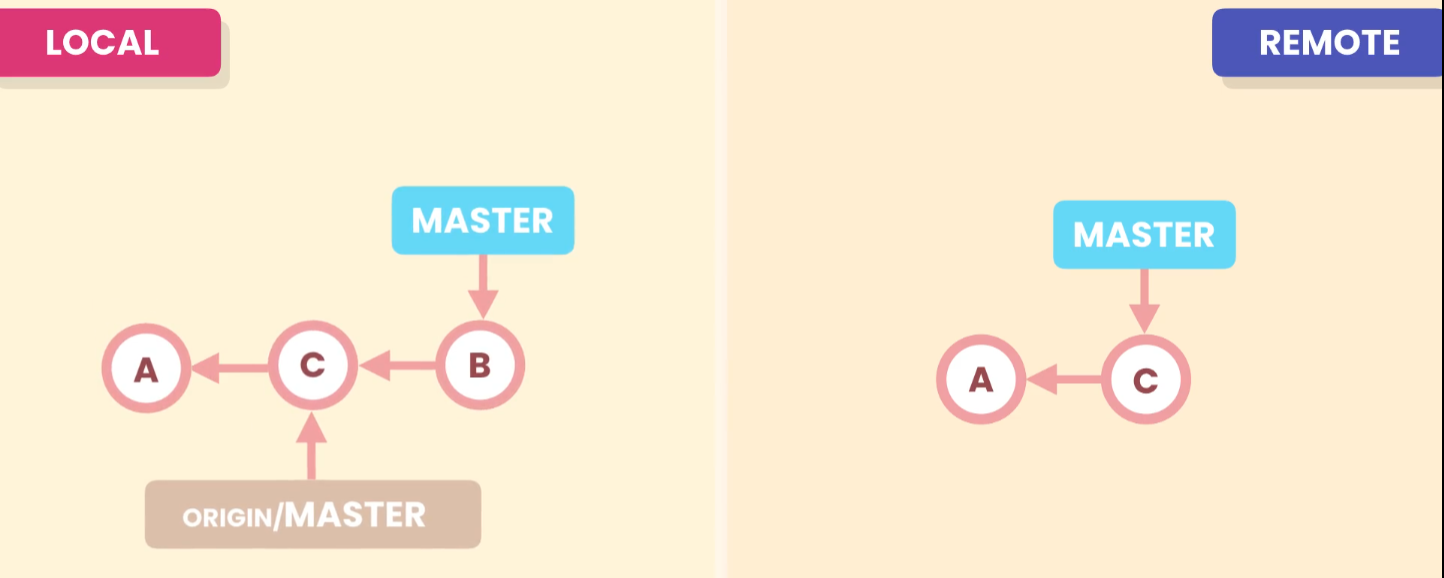 LOCAL
REMOTE
MASTER
MASTER
A
C
B
A
C
ORIGIN/MASTER